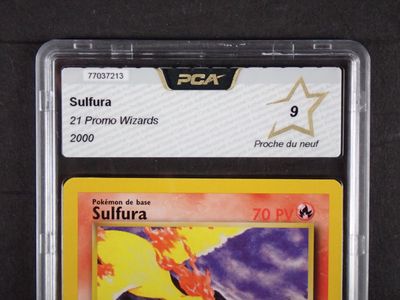 77037213
PCA
Sulfura
21 Promo Wizards
2000
9
Proche du neuf
Pokémon de base
Sulfura
70 PV